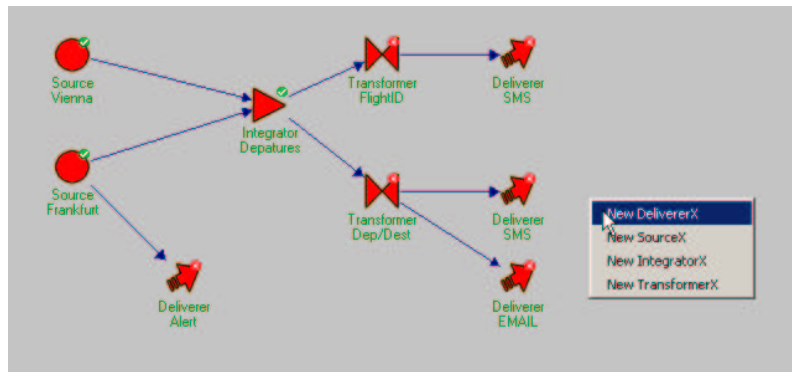 Source
Vienna
Transformer
FlightID
Deliverer
SMS
Integrator
Depatures
Source
Frankfurt
Transformer
Dep/Dest
Deliverer
SMS
New DelivererX
New SourceX
New IntegratorX
New TransformerX
Deliverer
Alert
Deliverer
EMAIL